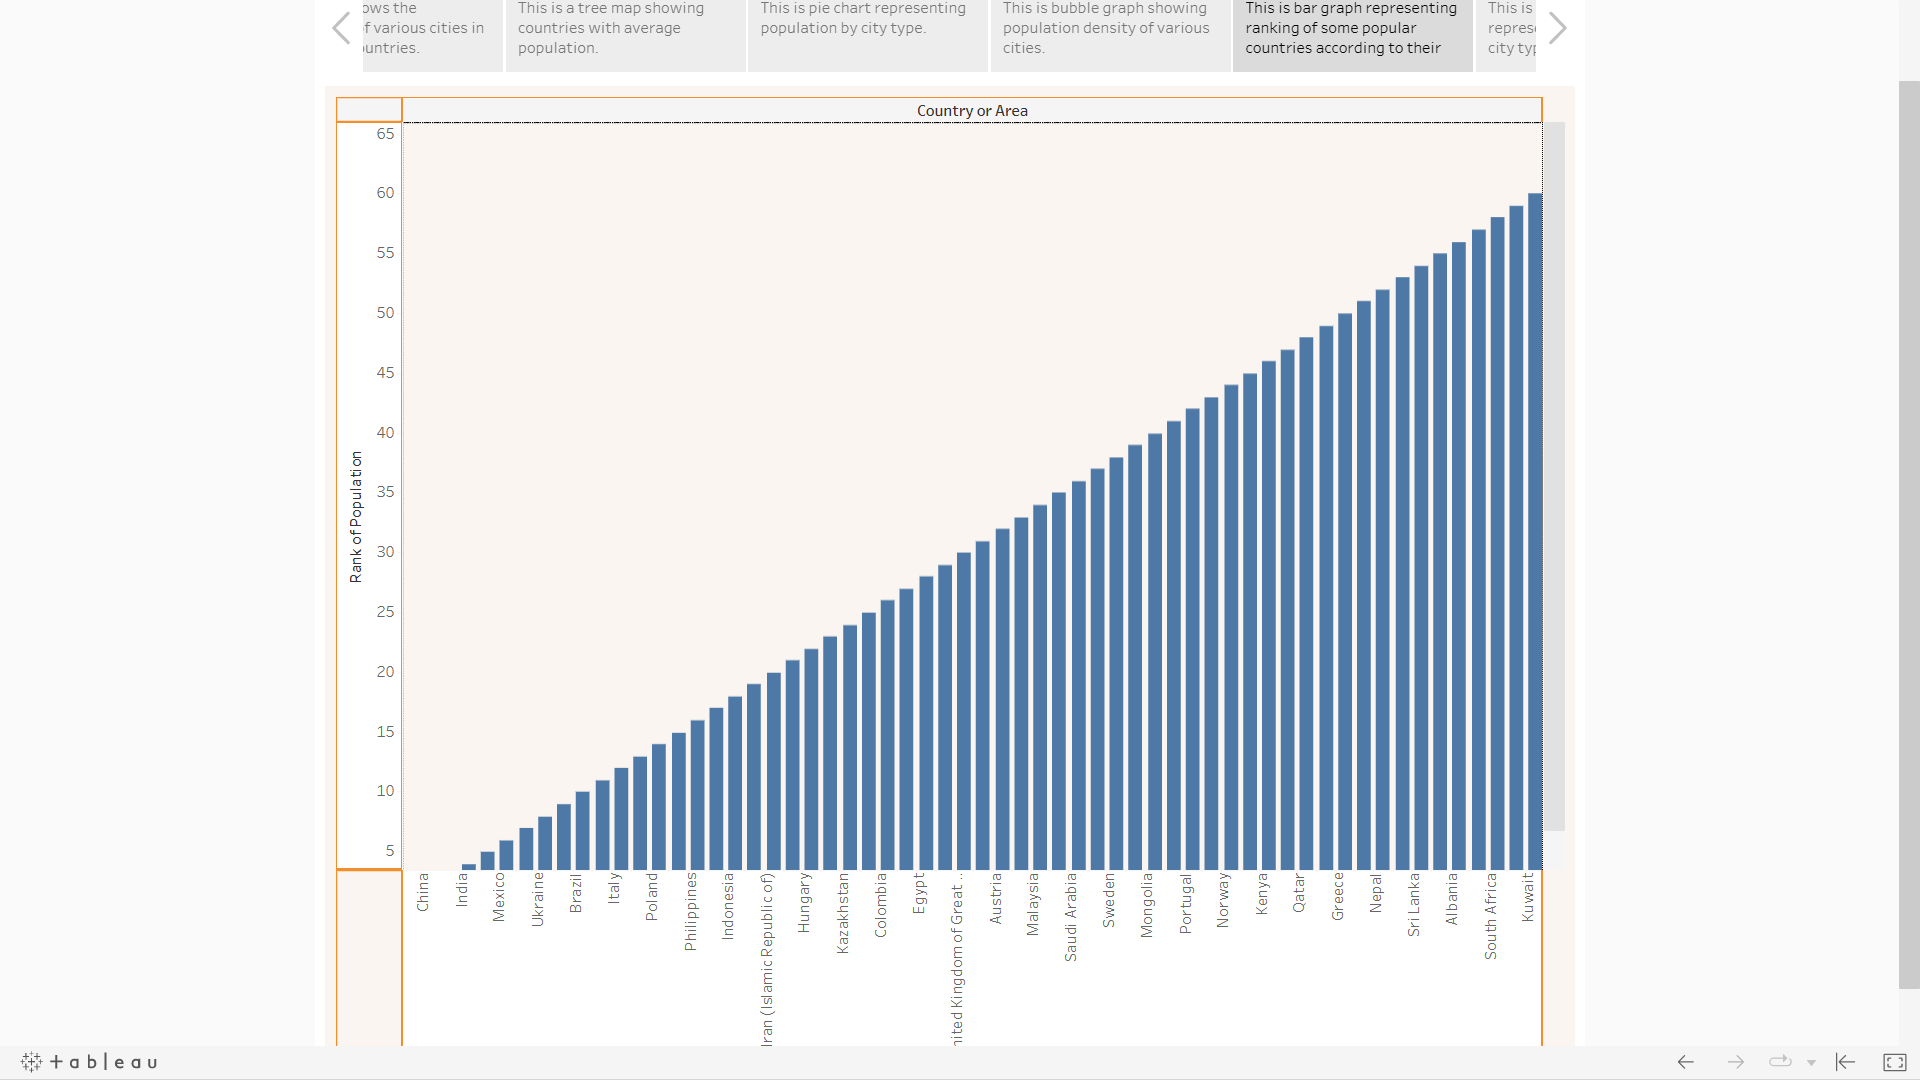 ows the
f various cities in
ountries.
This is a tree map showing
countries with average
population.
This is pie chart representing
population by city type.
This is bubble graph showing
population density of various
cities.
This is bar graph representing
ranking of some popular
countries according to their
This is
represe
city typ
Country or Area
Rank of Population
65
60
55
50
45
40
35
30
25
20
15
10
5
China
India
Mexico
Ukraine
Brazil
Italy
Poland
Philippines
Indonesia
Iran (Islamic Republic of)
Hungary
Kazakhstan
Colombia
Egypt
nited Kingdom of Great ..
Austria
Malaysia
Saudi Arabia
Sweden
Mongolia
Portugal
Norway
Kenya
Qatar
Greece
Nepal
Sri Lanka
Albania
South Africa
Kuwait
+ a b l e a u